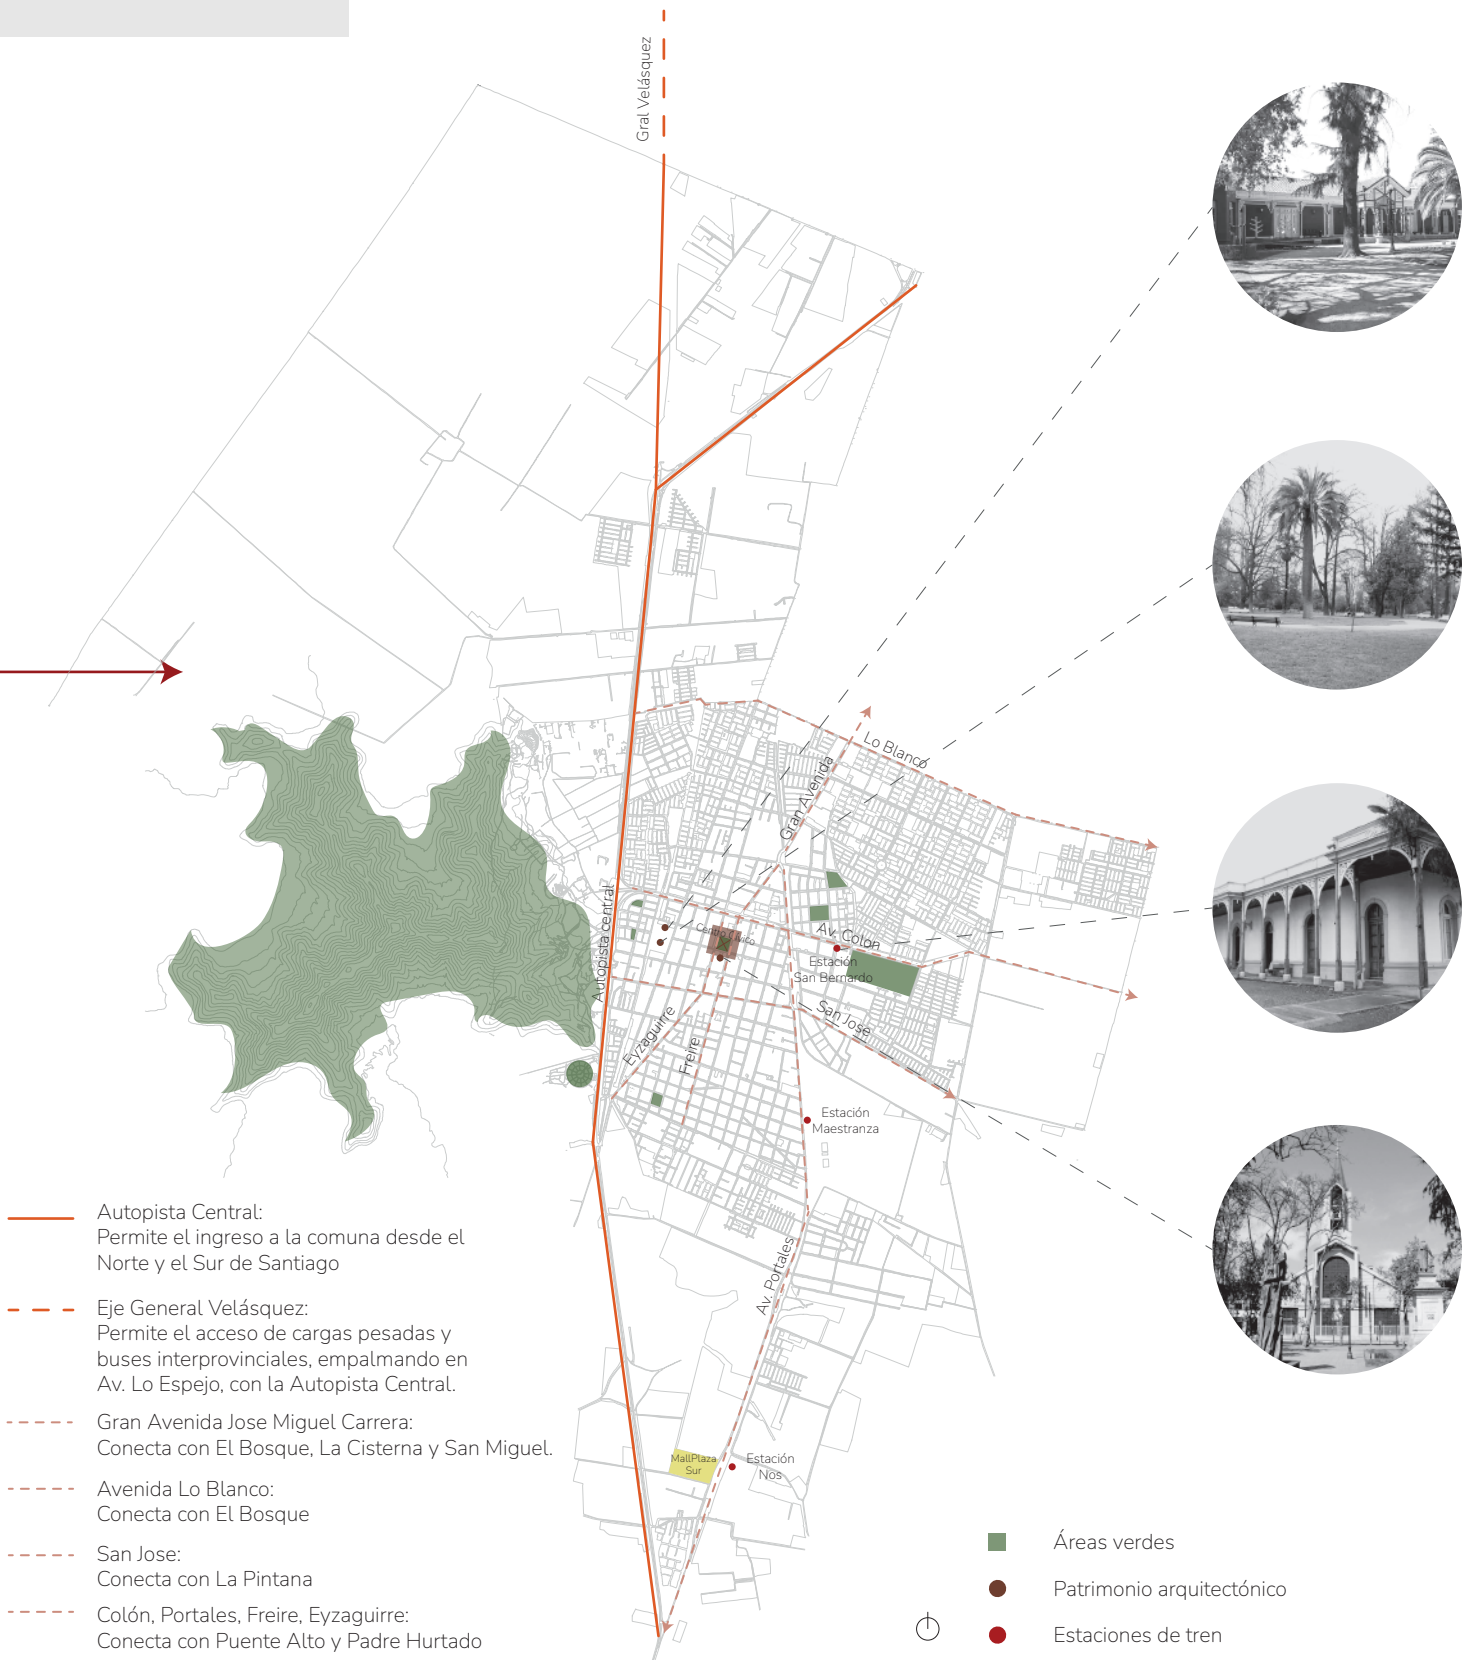 Gral Velásquez
Lo Blanco
Gran Avenida
Autopista central
Centro Cívico
Av. Colon
Estación
San Bernardo
San Jose
Eyzaguirre
Freire
Estación
Maestranza
Av. Portales
MallPlaza
Sur
Estación
Nos
Autopista Central:
Permite el ingreso a la comuna desde el
Norte y el Sur de Santiago
Eje General Velásquez:
Permite el acceso de cargas pesadas y
buses interprovinciales, empalmando en
Av. Lo Espejo, con la Autopista Central.
Gran Avenida Jose Miguel Carrera:
Conecta con El Bosque, La Cisterna y San Miguel.
Avenida Lo Blanco:
Conecta con El Bosque
San Jose:
Conecta con La Pintana
Colón, Portales, Freire, Eyzaguirre:
Conecta con Puente Alto y Padre Hurtado
Áreas verdes
Patrimonio arquitectónico
Estaciones de tren